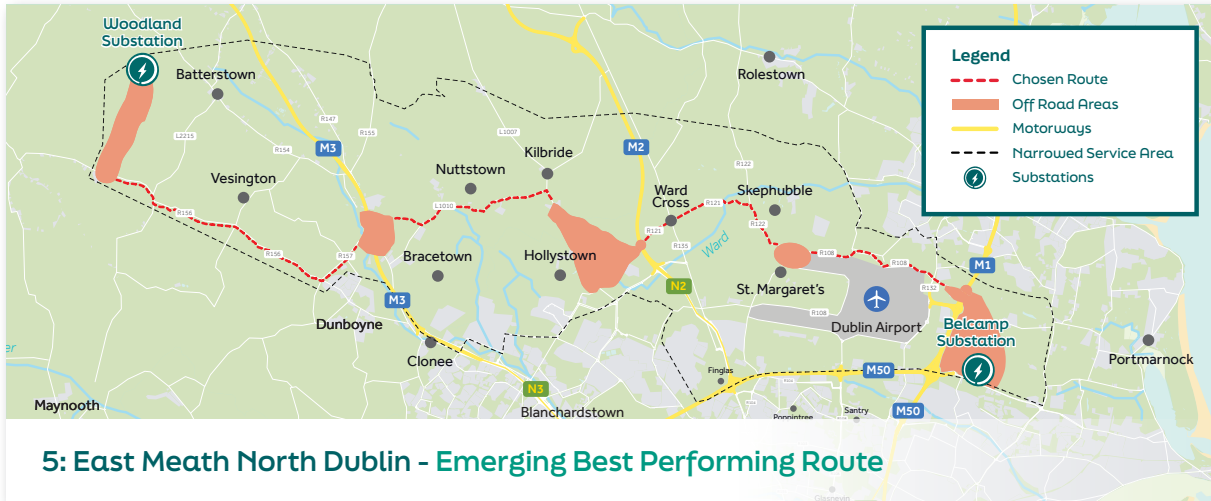 Woodland
Substation
Batterstown
Rolestown
Legend
Chosen Route
Off Road Areas
Motorways
Narrowed Service Area
Substations
R147
R155
L1007
L2215
R154
M3
M2
Kilbride
R122
Vesington
Nuttstown
Ward
Cross
Skephubble
R156
L1010
R121
R121
R122
R135
Ward
R156
R157
Bracetown
Hollystown
R108
R108
St. Margaret's
M1
N2
R132
M3
R108
Dublin Airport
Dunboyne
Belcamp
Substation
Clonee
Portmarnock
Finglas
M50
N3
Maynooth
Blanchardstown
Poppintree
Santry
M50
5: East Meath North Dublin - Emerging Best Performing Route
Glasnevin